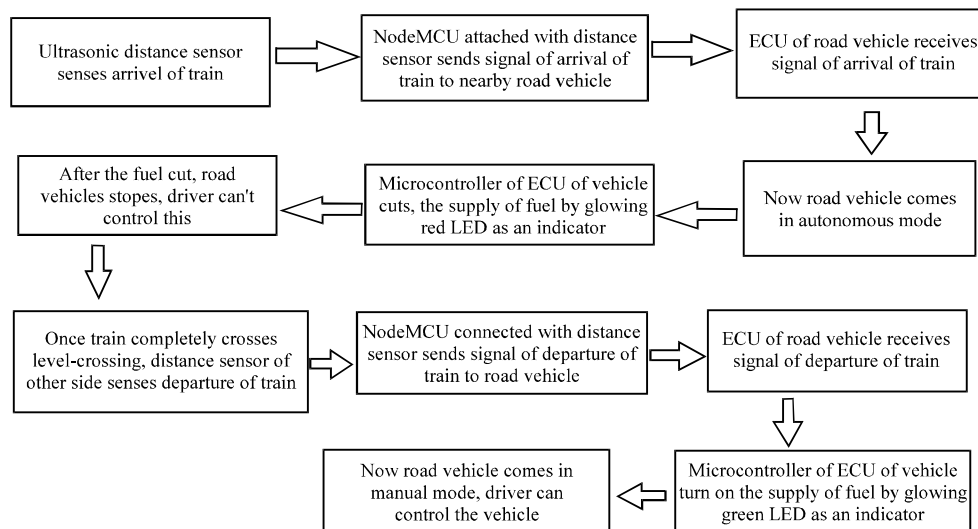 Ultrasonic distance sensor
senses arrivel of train
NodeMCU attached with distance
sensor sends signal of arrival of
train to nearby road vehicle
ECU of road vehicle receives
signal of arrival of train
Now road vehicle comes
in autonomous mode
Microcontroller of ECU of vehicle
cuts, the supply of fuel by glowing
red LED as an indicator
After the fuel cut, road
vehicles stopes, driver can't
control this
Once train completely crosses
level-crossing, distance sensor of
other side senses departure of train
NodeMCU connected with distance
sensor sends signal of departure of
train to road vehicle
ECU of road vehicle receives
signal of departure of train
Microcontroller of ECU of vehicle
turn on the supply of fuel by glowing
green LED as an indicator
Now road vehicle comes in
manual mode, driver can
control the vehicle